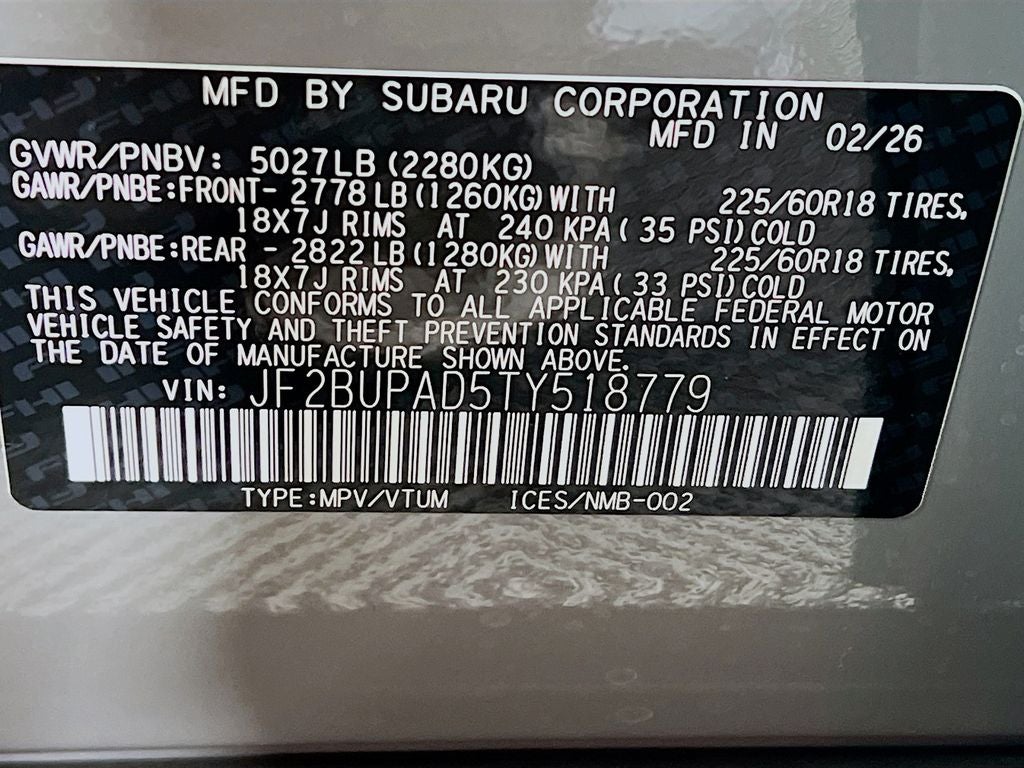 MFD BY SUBARU CORPORATION
MFD IN 02/26
GVWR/PNBV: 5027LB (2280KG)
GAWR/PNBE:FRONT- 2778 LB (1260KG) WITH 225/60R18 TIRES,
18X7J RIMS AT 240 KPA ( 35 PSI) COLD
GAWR/PNBE:REAR - 2822 LB (1280KG) WITH 225/60R18 TIRES,
18X7J RIMS AT 230 KPA ( 33 PSI) COLD
THIS VEHICLE CONFORMS TO ALL APPLICABLE FEDERAL MOTOR
VEHICLE SAFETY AND THEFT PREVENTION STANDARDS IN EFFECT ON
THE DATE OF MANUFACTURE SHOWN ABOVE.
VIN: JF2BUPAD5TY518779
TYPE:MPV/VTUM ICES/NMB-002